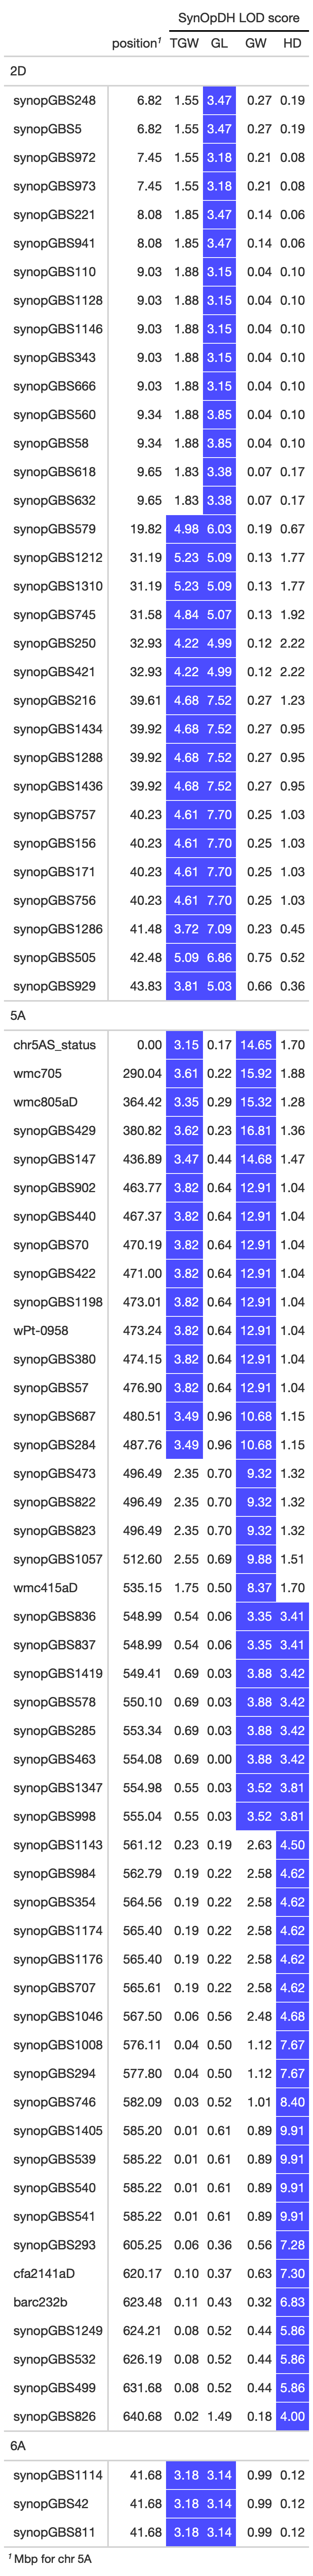 SynOpDH LOD score
position¹ TGW GL GW HD
2D
synopGBS248 6.82 1.55 3.47 0.27 0.19
synopGBS5 6.82 1.55 3.47 0.27 0.19
synopGBS972 7.45 1.55 3.18 0.21 0.08
synopGBS973 7.45 1.55 3.18 0.21 0.08
synopGBS221 8.08 1.85 3.47 0.14 0.06
synopGBS941 8.08 1.85 3.47 0.14 0.06
synopGBS110 9.03 1.88 3.15 0.04 0.10
synopGBS1128 9.03 1.88 3.15 0.04 0.10
synopGBS1146 9.03 1.88 3.15 0.04 0.10
synopGBS343 9.03 1.88 3.15 0.04 0.10
synopGBS666 9.03 1.88 3.15 0.04 0.10
synopGBS560 9.34 1.88 3.85 0.04 0.10
synopGBS58 9.34 1.88 3.85 0.04 0.10
synopGBS618 9.65 1.83 3.38 0.07 0.17
synopGBS632 9.65 1.83 3.38 0.07 0.17
synopGBS579 19.82 4.98 6.03 0.19 0.67
synopGBS1212 31.19 5.23 5.09 0.13 1.77
synopGBS1310 31.19 5.23 5.09 0.13 1.77
synopGBS745 31.58 4.84 5.07 0.13 1.92
synopGBS250 32.93 4.22 4.99 0.12 2.22
synopGBS421 32.93 4.22 4.99 0.12 2.22
synopGBS216 39.61 4.68 7.52 0.27 1.23
synopGBS1434 39.92 4.68 7.52 0.27 0.95
synopGBS1288 39.92 4.68 7.52 0.27 0.95
synopGBS1436 39.92 4.68 7.52 0.27 0.95
synopGBS757 40.23 4.61 7.70 0.25 1.03
synopGBS156 40.23 4.61 7.70 0.25 1.03
synopGBS171 40.23 4.61 7.70 0.25 1.03
synopGBS756 40.23 4.61 7.70 0.25 1.03
synopGBS1286 41.48 3.72 7.09 0.23 0.45
synopGBS505 42.48 5.09 6.86 0.75 0.52
synopGBS929 43.83 3.81 5.03 0.66 0.36
5A
chr5AS_status 0.00 3.15 0.17 14.65 1.70
wmc705 290.04 3.61 0.22 15.92 1.88
wmc805aD 364.42 3.35 0.29 15.32 1.28
synopGBS429 380.82 3.62 0.23 16.81 1.36
synopGBS147 436.89 3.47 0.44 14.68 1.47
synopGBS902 463.77 3.82 0.64 12.91 1.04
synopGBS440 467.37 3.82 0.64 12.91 1.04
synopGBS70 470.19 3.82 0.64 12.91 1.04
synopGBS422 471.00 3.82 0.64 12.91 1.04
synopGBS1198 473.01 3.82 0.64 12.91 1.04
wPt-0958 473.24 3.82 0.64 12.91 1.04
synopGBS380 474.15 3.82 0.64 12.91 1.04
synopGBS57 476.90 3.82 0.64 12.91 1.04
synopGBS687 480.51 3.49 0.96 10.68 1.15
synopGBS284 487.76 3.49 0.96 10.68 1.15
synopGBS473 496.49 2.35 0.70 9.32 1.32
synopGBS822 496.49 2.35 0.70 9.32 1.32
synopGBS823 496.49 2.35 0.70 9.32 1.32
synopGBS1057 512.60 2.55 0.69 9.88 1.51
wmc415aD 535.15 1.75 0.50 8.37 1.70
synopGBS836 548.99 0.54 0.06 3.35 3.41
synopGBS837 548.99 0.54 0.06 3.35 3.41
synopGBS1419 549.41 0.69 0.03 3.88 3.42
synopGBS578 550.10 0.69 0.03 3.88 3.42
synopGBS285 553.34 0.69 0.03 3.88 3.42
synopGBS463 554.08 0.69 0.00 3.88 3.42
synopGBS1347 554.98 0.55 0.03 3.52 3.81
synopGBS998 555.04 0.55 0.03 3.52 3.81
synopGBS1143 561.12 0.23 0.19 2.63 4.50
synopGBS984 562.79 0.19 0.22 2.58 4.62
synopGBS354 564.56 0.19 0.22 2.58 4.62
synopGBS1174 565.40 0.19 0.22 2.58 4.62
synopGBS1176 565.40 0.19 0.22 2.58 4.62
synopGBS707 565.61 0.19 0.22 2.58 4.62
synopGBS1046 567.50 0.06 0.56 2.48 4.68
synopGBS1008 576.11 0.04 0.50 1.12 7.67
synopGBS294 577.80 0.04 0.50 1.12 7.67
synopGBS746 582.09 0.03 0.52 1.01 8.40
synopGBS1405 585.20 0.01 0.61 0.89 9.91
synopGBS539 585.22 0.01 0.61 0.89 9.91
synopGBS540 585.22 0.01 0.61 0.89 9.91
synopGBS541 585.22 0.01 0.61 0.89 9.91
synopGBS293 605.25 0.06 0.36 0.56 7.28
cfa2141aD 620.17 0.10 0.37 0.63 7.30
barc232b 623.48 0.11 0.43 0.32 6.83
synopGBS1249 624.21 0.08 0.52 0.44 5.86
synopGBS532 626.19 0.08 0.52 0.44 5.86
synopGBS499 631.68 0.08 0.52 0.44 5.86
synopGBS826 640.68 0.02 1.49 0.18 4.00
6A
synopGBS1114 41.68 3.18 3.14 0.99 0.12
synopGBS42 41.68 3.18 3.14 0.99 0.12
synopGBS811 41.68 3.18 3.14 0.99 0.12
¹ Mbp for chr 5A